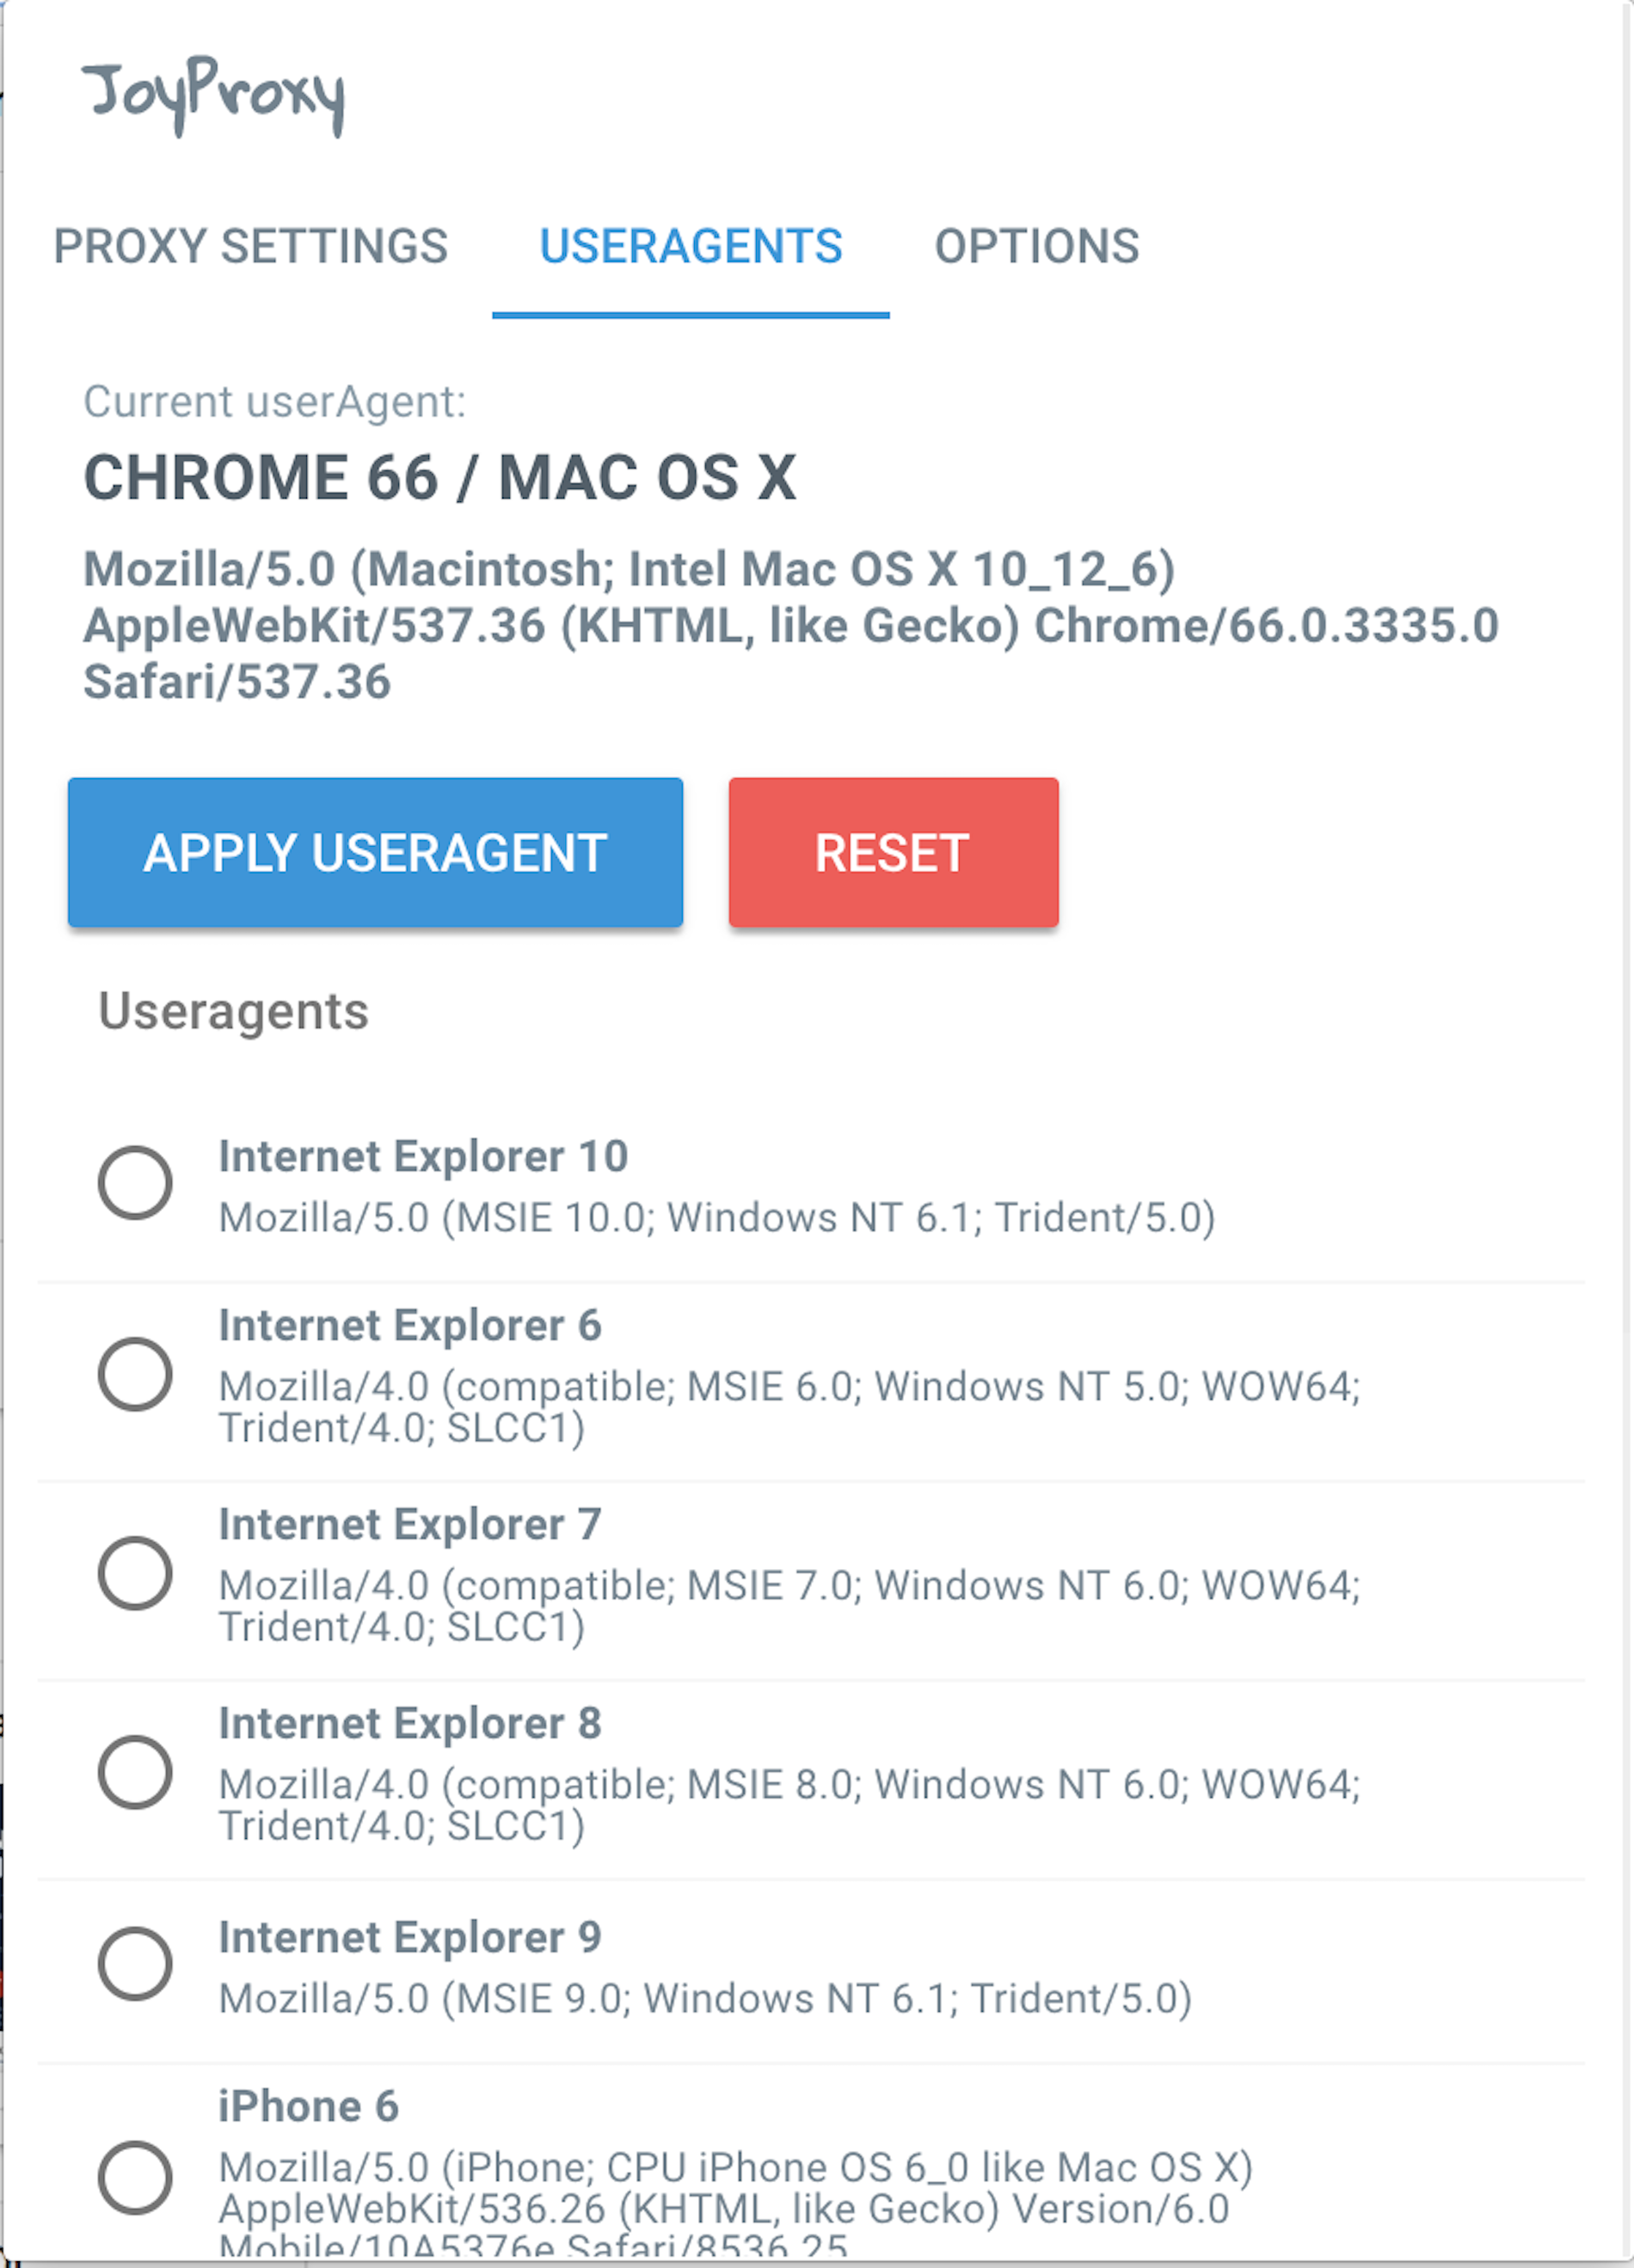 JoyProxy
PROXY SETTINGS USERAGENTS OPTIONS
Current userAgent:
CHROME 66 / MAC OS X
Mozilla/5.0 (Macintosh; Intel Mac OS X 10_12_6)
AppleWebKit/537.36 (KHTML, like Gecko) Chrome/66.0.3335.0
Safari/537.36
APPLY USERAGENT RESET
Useragents
Internet Explorer 10
Mozilla/5.0 (MSIE 10.0; Windows NT 6.1; Trident/5.0)
Internet Explorer 6
Mozilla/4.0 (compatible; MSIE 6.0; Windows NT 5.0; WOW64;
Trident/4.0; SLCC1)
Internet Explorer 7
Mozilla/4.0 (compatible; MSIE 7.0; Windows NT 6.0; WOW64;
Trident/4.0; SLCC1)
Internet Explorer 8
Mozilla/4.0 (compatible; MSIE 8.0; Windows NT 6.0; WOW64;
Trident/4.0; SLCC1)
Internet Explorer 9
Mozilla/5.0 (MSIE 9.0; Windows NT 6.1; Trident/5.0)
iPhone 6
Mozilla/5.0 (iPhone; CPU iPhone OS 6_0 like Mac OS X)
AppleWebKit/536.26 (KHTML, like Gecko) Version/6.0
Mobile/10A5376e Safari/8536.25